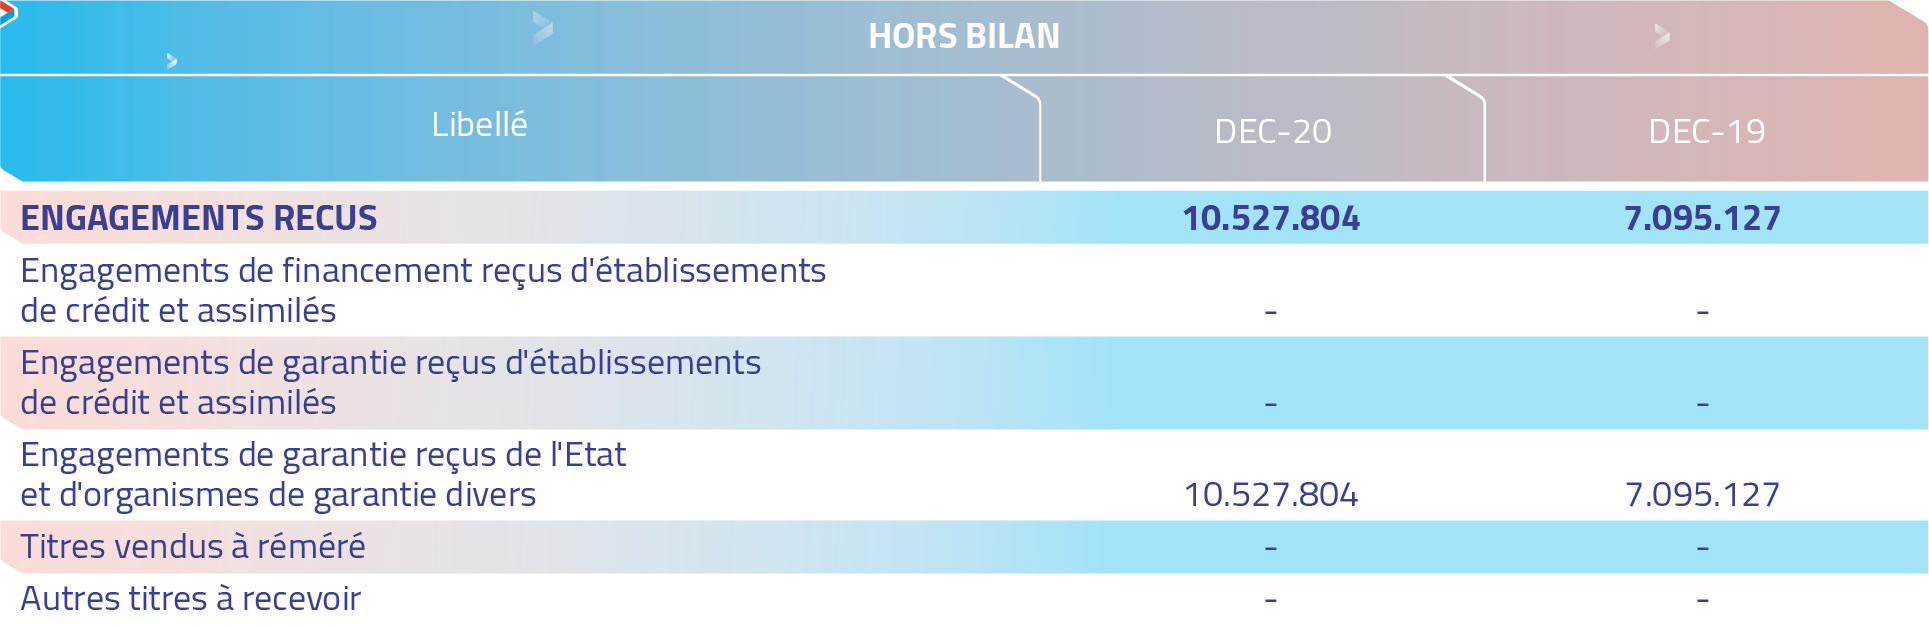 HORS BILAN
Libellé DEC-20 DEC-19
ENGAGEMENTS RECUS 10.527.804 7.095.127
Engagements de financement reçus d'établissements
de crédit et assimilés - -
Engagements de garantie reçus d'établissements
de crédit et assimilés - -
Engagements de garantie reçus de l'Etat
et d'organismes de garantie divers 10.527.804 7.095.127
Titres vendus à réméré - -
Autres titres à recevoir - -